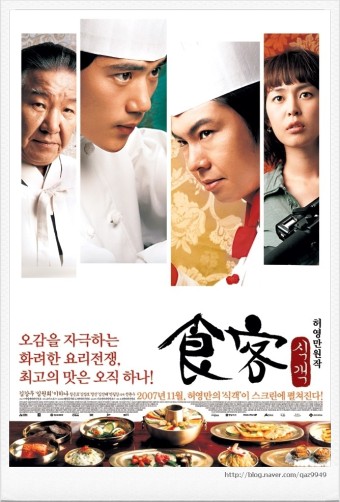 食客
식객
허영만 원작
오감을 자극하는
화려한 요리전쟁,
최고의 맛은 오직 하나!
2007년 11월, 허영만의 '식객'이 스크린에 펼쳐진다!
http://blog.naver.com/qaz9949